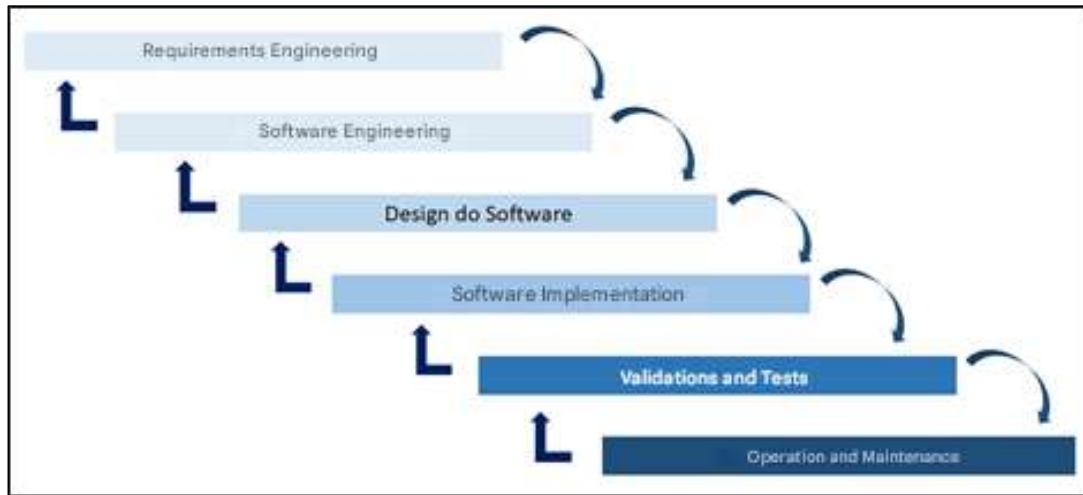 Requirements Engineering
Software Engineering
Design do Software
Software Implementation
Validations and Tests
Operation and Maintenance